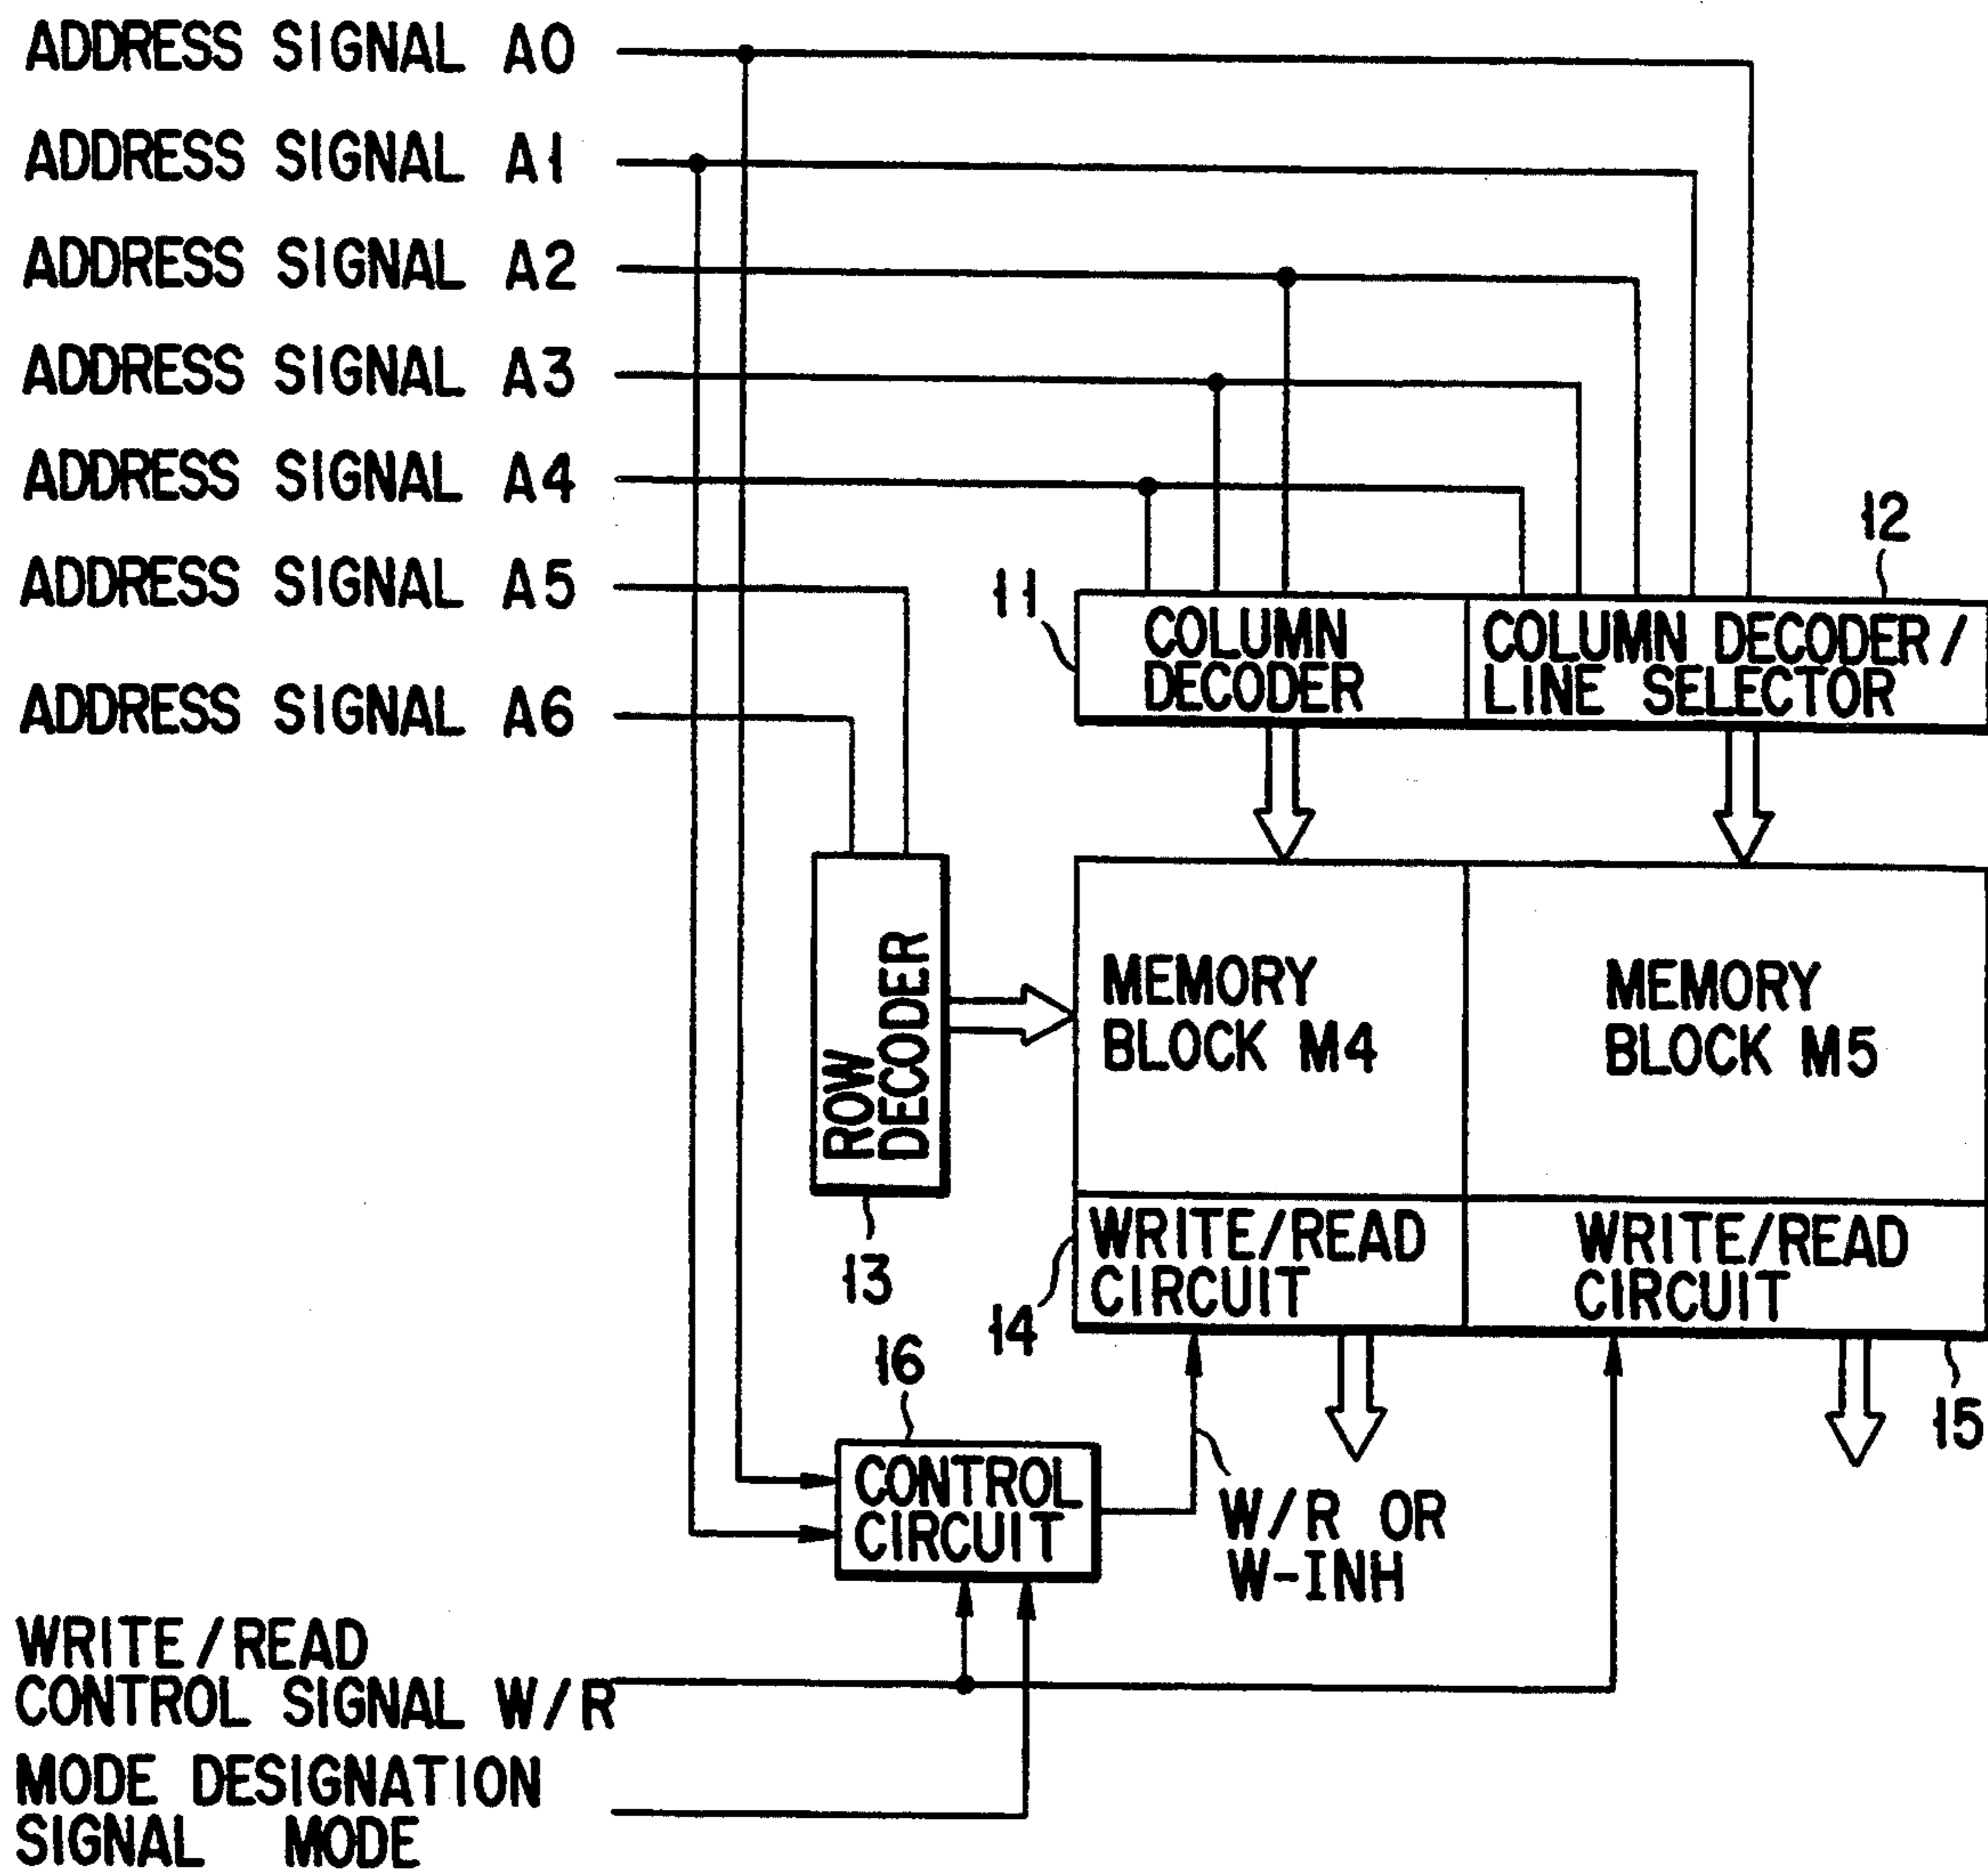 ADDRESS SIGNAL A0
ADDRESS SIGNAL A1
ADDRESS SIGNAL A2
ADDRESS SIGNAL A3
ADDRESS SIGNAL A4
ADDRESS SIGNAL A5
ADDRESS SIGNAL A6
11
12
COLUMN
DECODER
COLUMN DECODER/
LINE SELECTOR
ROW
DECODER
13
MEMORY
BLOCK M4
MEMORY
BLOCK M5
WRITE/READ
CIRCUIT
WRITE/READ
CIRCUIT
14
15
16
CONTROL
CIRCUIT
W/R OR
W-INH
WRITE/READ
CONTROL SIGNAL W/R
MODE DESIGNATION
SIGNAL MODE